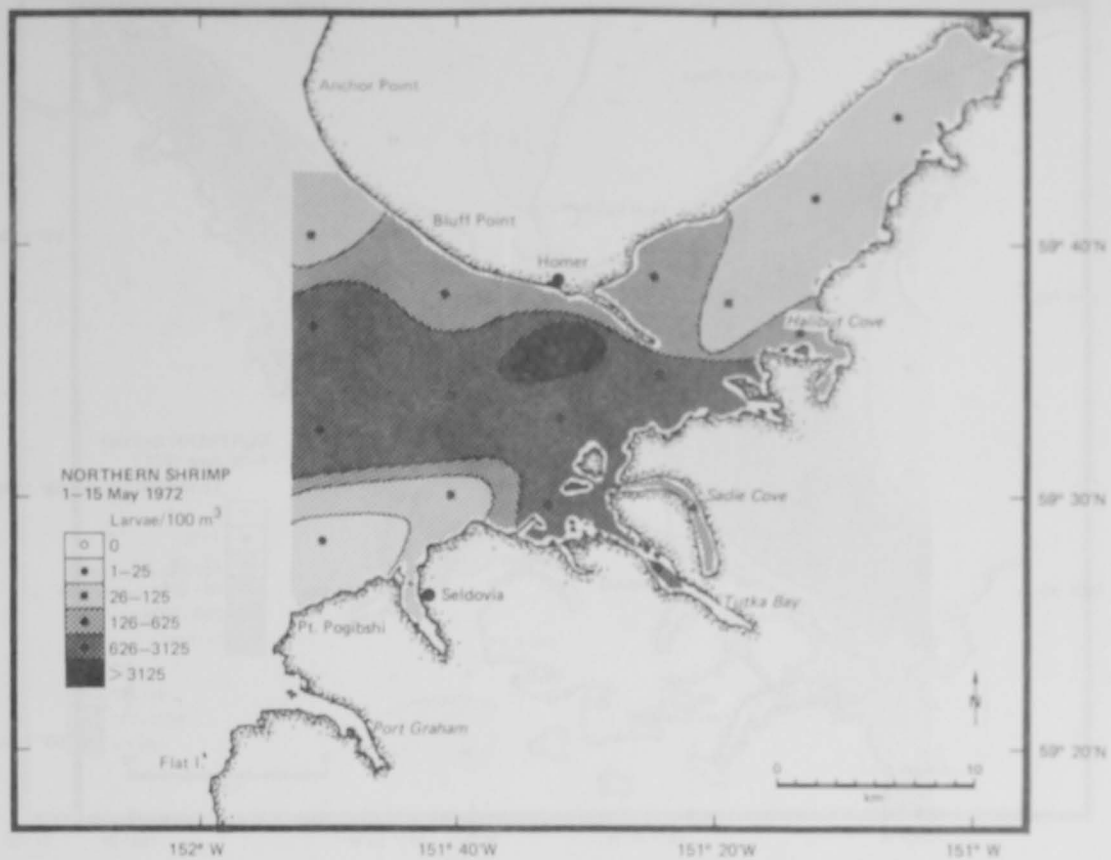 Anchor Point
Bluff Point
Homer
59° 40'N
Halibut Cove
NORTHERN SHRIMP
1–15 May 1972
Larvae/100 m³
0
1–25
26–125
126–625
626–3125
> 3125
Sadie Cove
59° 30'N
Seldovia
Tutka Bay
Pt. Pogibshi
Port Graham
Flat I.
N
0 10
km
59° 20'N
152° W 151° 40'W 151° 20'W 151° W